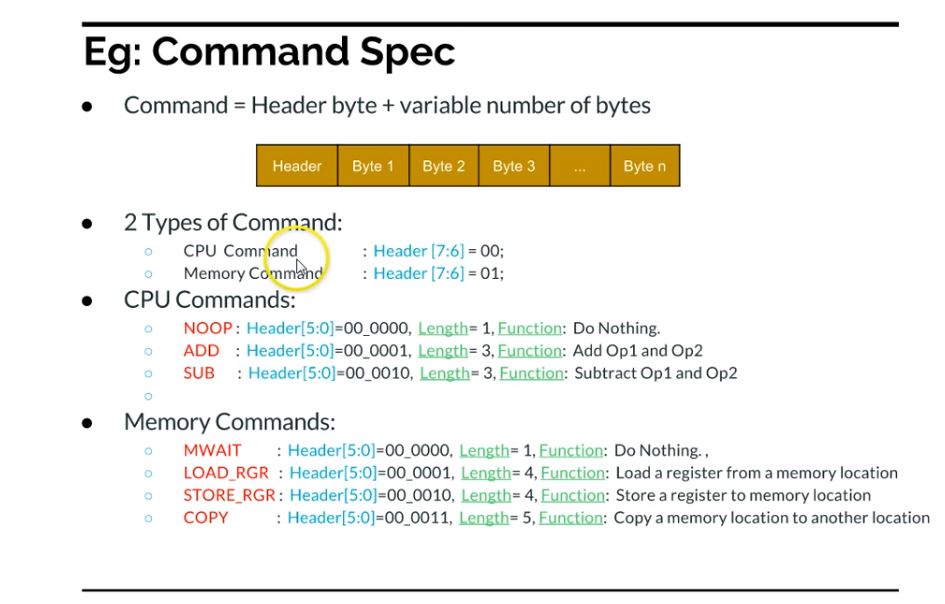 Eg: Command Spec
● Command = Header byte + variable number of bytes
Header Byte 1 Byte 2 Byte 3 ... Byte n
● 2 Types of Command:
○ CPU Command : Header [7:6] = 00;
○ Memory Command : Header [7:6] = 01;
● CPU Commands:
○ NOOP : Header[5:0]=00_0000, Length= 1, Function: Do Nothing.
○ ADD : Header[5:0]=00_0001, Length= 3, Function: Add Op1 and Op2
○ SUB : Header[5:0]=00_0010, Length= 3, Function: Subtract Op1 and Op2
○
● Memory Commands:
○ MWAIT : Header[5:0]=00_0000, Length= 1, Function: Do Nothing. ,
○ LOAD_RGR : Header[5:0]=00_0001, Length= 4, Function: Load a register from a memory location
○ STORE_RGR : Header[5:0]=00_0010, Length= 4, Function: Store a register to memory location
○ COPY : Header[5:0]=00_0011, Length= 5, Function: Copy a memory location to another location